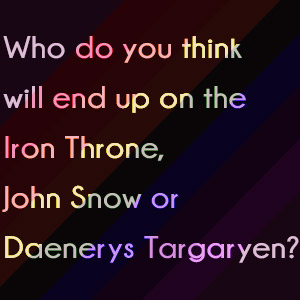 Who do you think
will end up on the
Iron Throne,
John Snow or
Daenerys Targaryen?